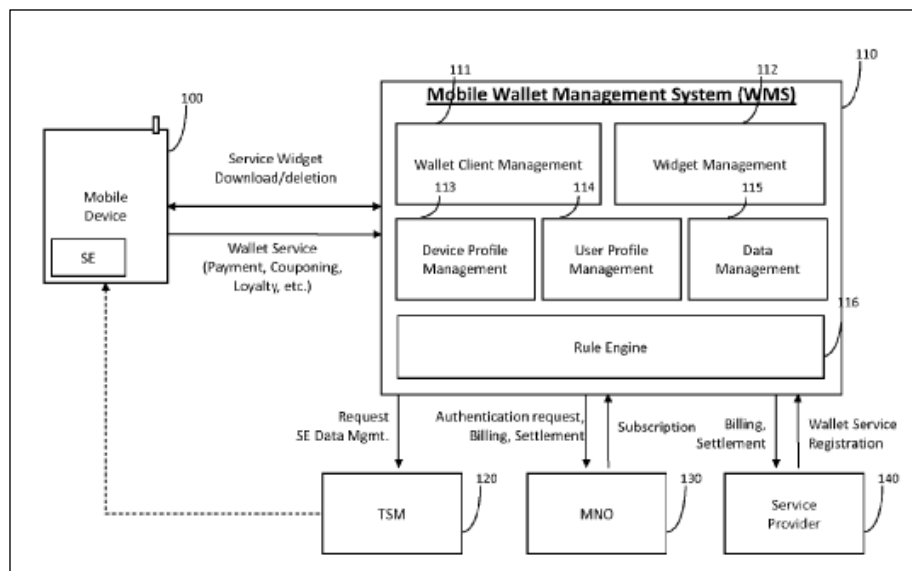 110
111
112
Mobile Wallet Management System (WMS)
100
Wallet Client Management
Widget Management
Service Widget
Download/deletion
113
114
115
Mobile
Device
SE
Wallet Service
(Payment, Couponing,
Loyalty, etc.)
Device Profile
Management
User Profile
Management
Data
Management
116
Rule Engine
Request
SE Data Mgmt.
Authentication request,
Billing, Settlement
Subscription
Billing,
Settlement
Wallet Service
Registration
120
130
140
TSM
MNO
Service
Provider